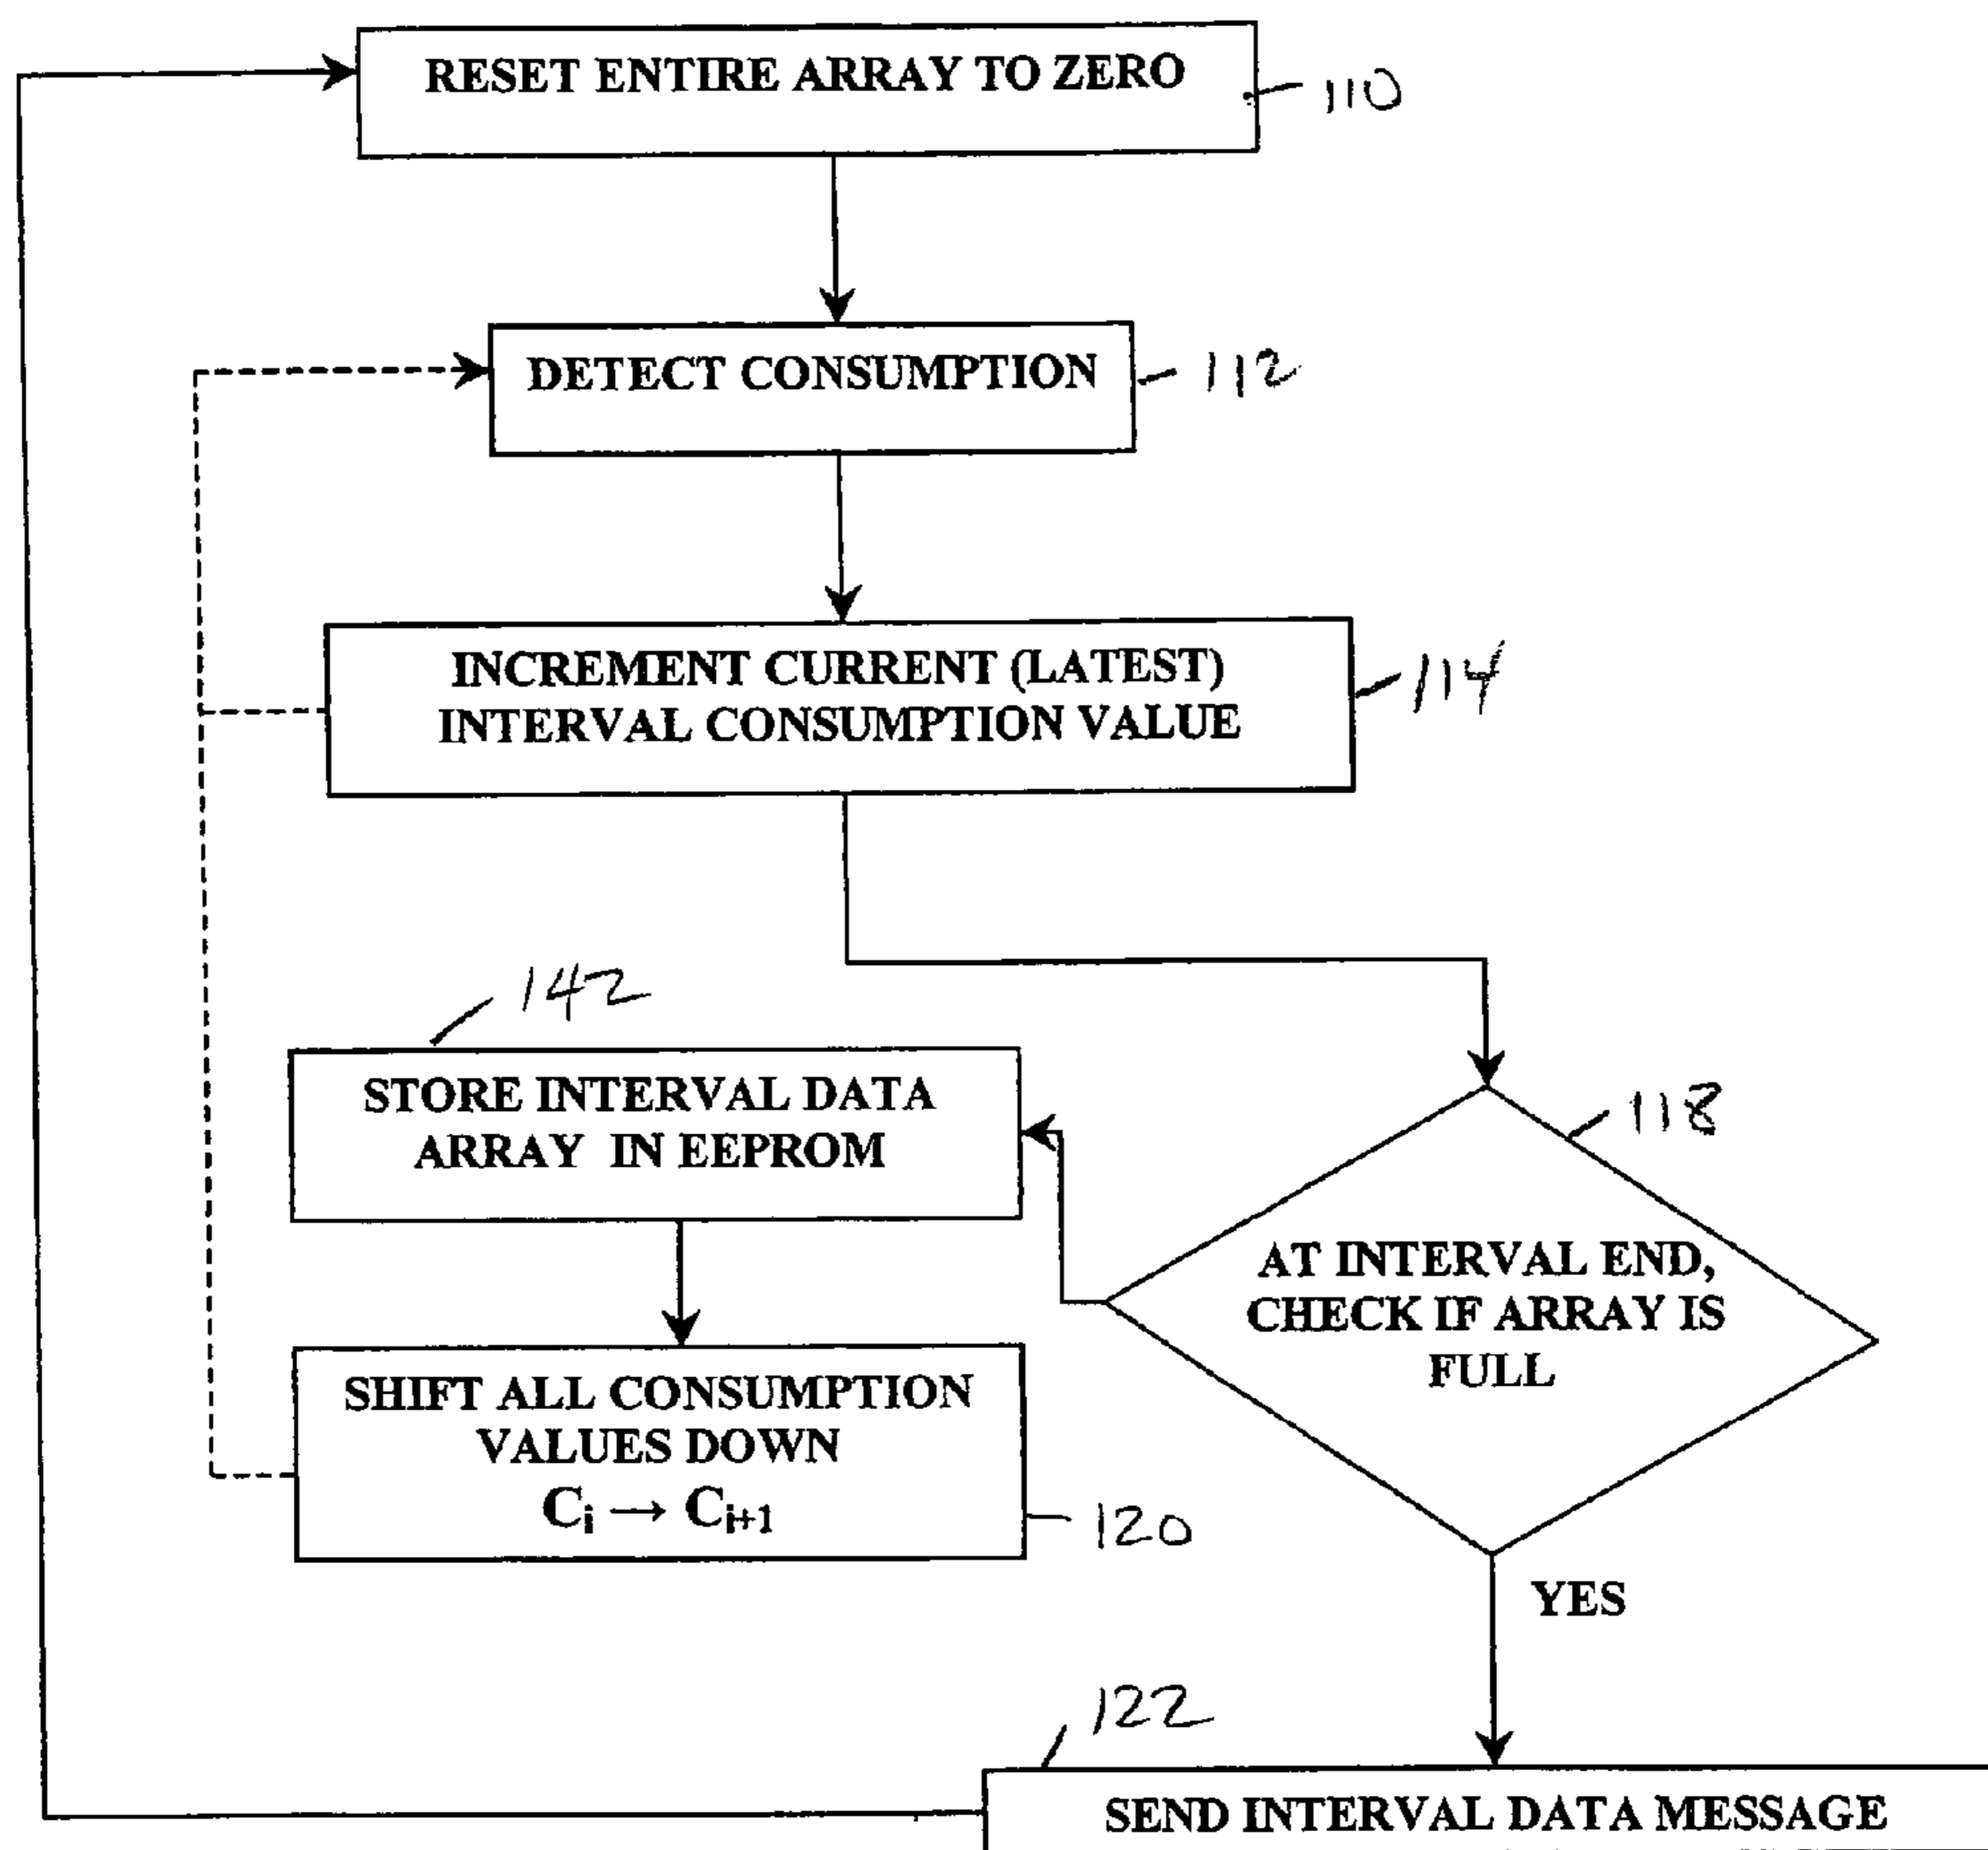 RESET ENTIRE ARRAY TO ZERO
110
DETECT CONSUMPTION
112
INCREMENT CURRENT (LATEST)
INTERVAL CONSUMPTION VALUE
114
142
STORE INTERVAL DATA
ARRAY IN EEPROM
118
AT INTERVAL END,
CHECK IF ARRAY IS
FULL
SHIFT ALL CONSUMPTION
VALUES DOWN
Cᵢ → Cᵢ₊₁
120
YES
122
SEND INTERVAL DATA MESSAGE